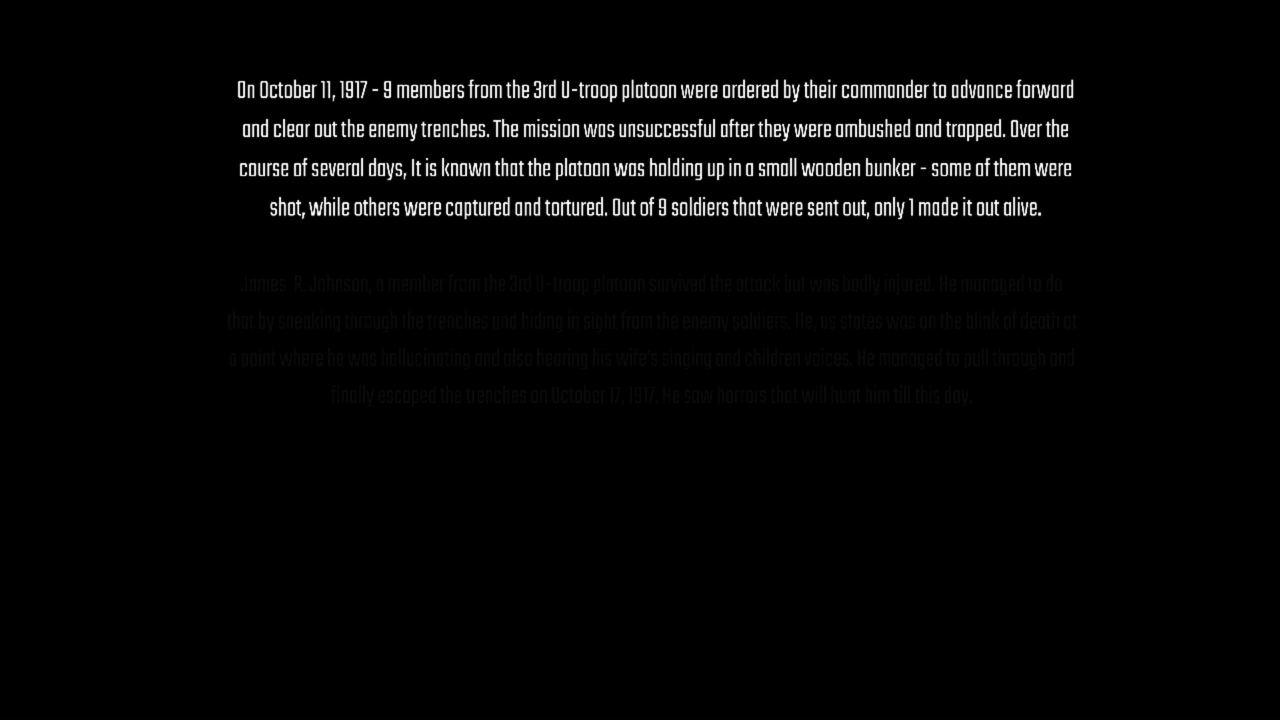 On October 11, 1917 - 9 members from the 3rd U-troop platoon were ordered by their commander to advance forward
and clear out the enemy trenches. The mission was unsuccessful after they were ambushed and trapped. Over the
course of several days, It is known that the platoon was holding up in a small wooden bunker - some of them were
shot, while others were captured and tortured. Out of 9 soldiers that were sent out, only 1 made it out alive.
James R. Johnson, a member from the 3rd U-troop platoon survived the attack but was badly injured. He managed to do
that by sneaking through the trenches and hiding in sight from the enemy soldiers. He, as states was on the blink of death at
a point where he was hallucinating and also hearing his wife's singing and children voices. He managed to pull through and
finally escaped the trenches on October 17, 1917. He saw horrors that will hunt him till this day.